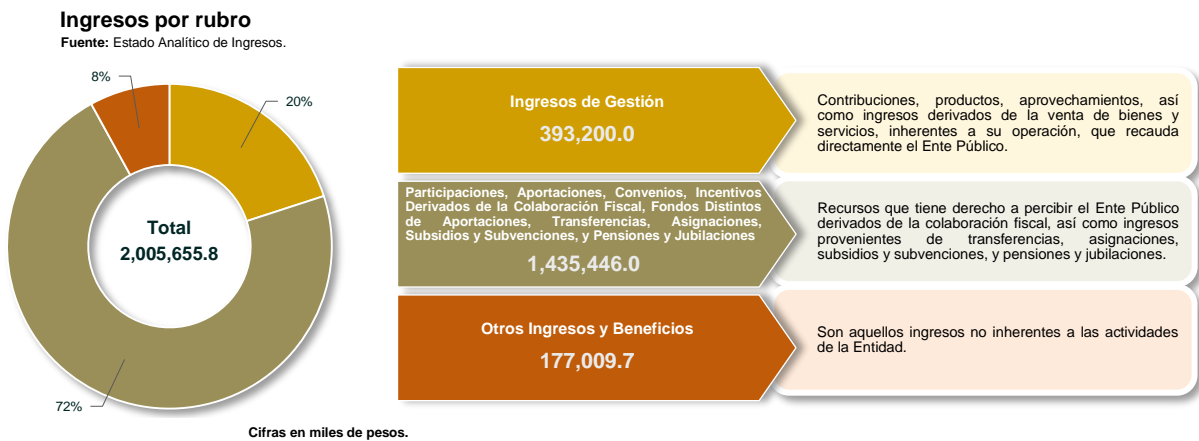 Ingresos por rubro
Fuente: Estado Analítico de Ingresos.
8%
20%
Total
2,005,655.8
72%
Ingresos de Gestión
393,200.0
Contribuciones, productos, aprovechamientos, así
como ingresos derivados de la venta de bienes y
servicios, inherentes a su operación, que recauda
directamente el Ente Público.
Participaciones, Aportaciones, Convenios, Incentivos
Derivados de la Colaboración Fiscal, Fondos Distintos
de Aportaciones, Transferencias, Asignaciones,
Subsidios y Subvenciones, y Pensiones y Jubilaciones
1,435,446.0
Recursos que tiene derecho a percibir el Ente Público
derivados de la colaboración fiscal, así como ingresos
provenientes de transferencias, asignaciones,
subsidios y subvenciones, y pensiones y jubilaciones.
Otros Ingresos y Beneficios
177,009.7
Son aquellos ingresos no inherentes a las actividades
de la Entidad.
Cifras en miles de pesos.